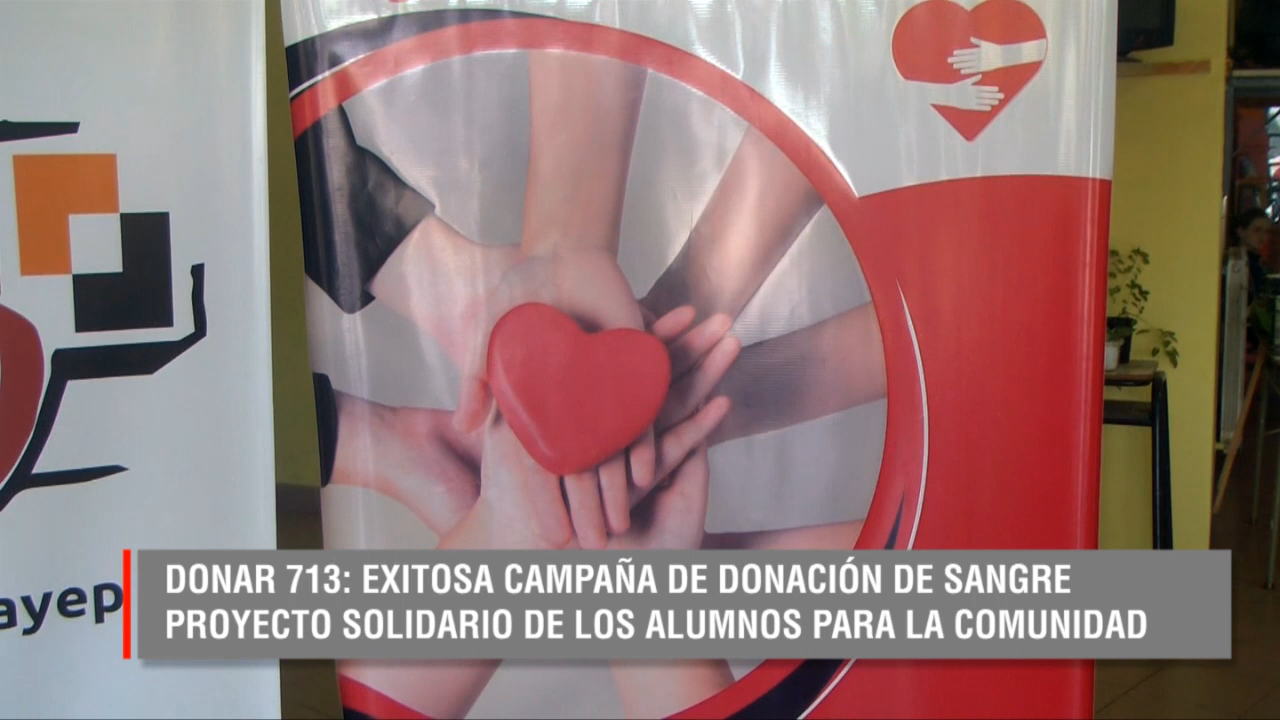 ayep
DONAR 713: EXITOSA CAMPAÑA DE DONACIÓN DE SANGRE
PROYECTO SOLIDARIO DE LOS ALUMNOS PARA LA COMUNIDAD